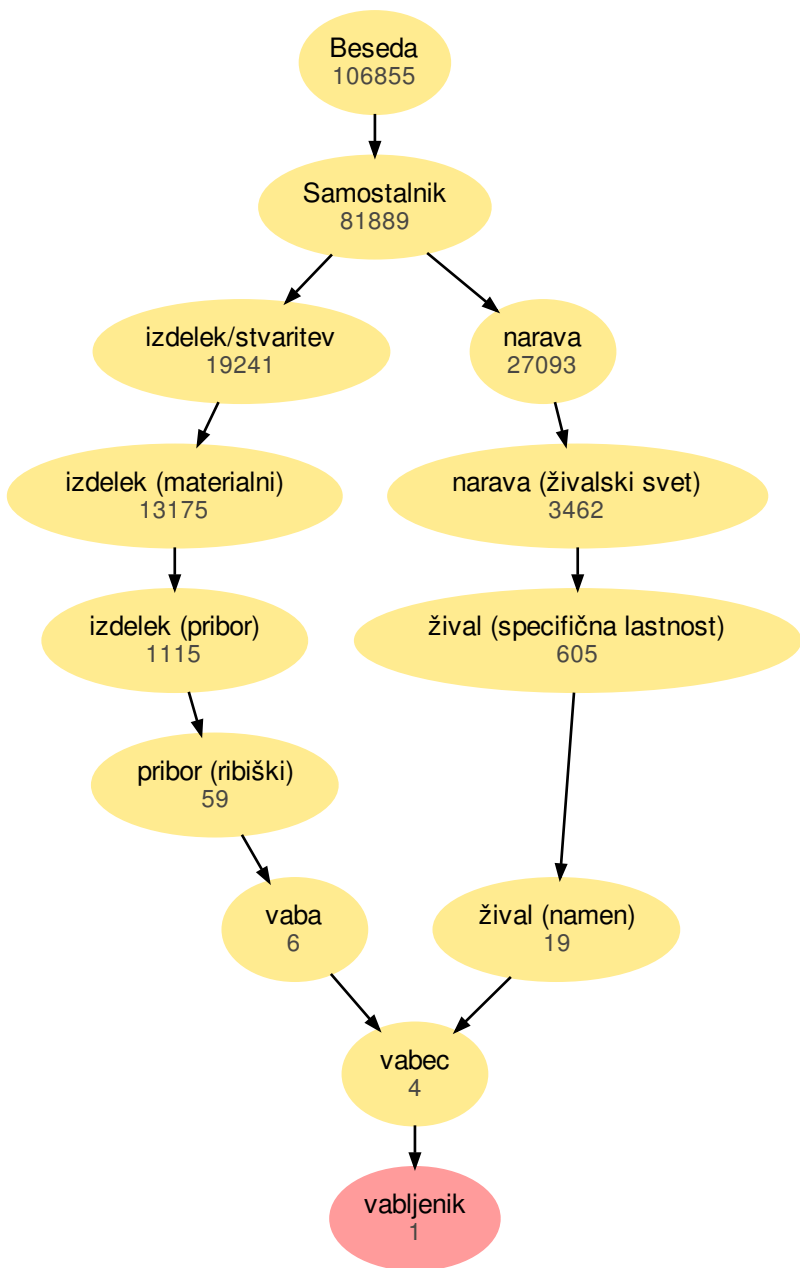 Beseda
106855
Samostalnik
81889
izdelek/stvaritev
19241
narava
27093
izdelek (materialni)
13175
narava (živalski svet)
3462
izdelek (pribor)
1115
žival (specifična lastnost)
605
pribor (ribiški)
59
vaba
6
žival (namen)
19
vabec
4
vabljenik
1